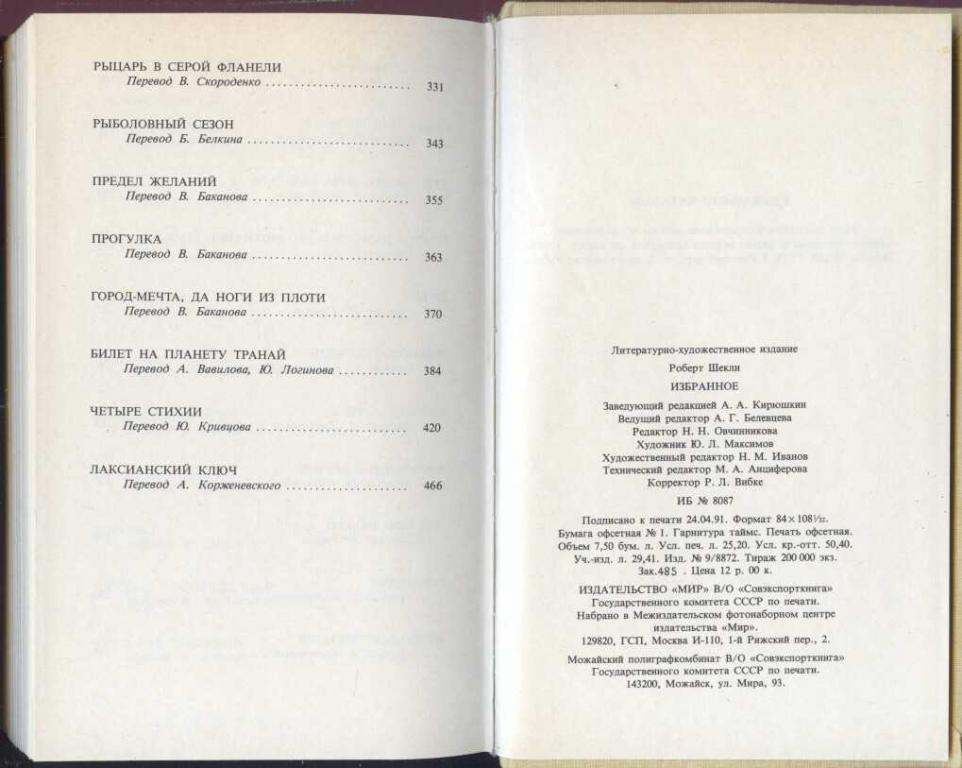 РЫЦАРЬ В СЕРОЙ ФЛАНЕЛИ
Перевод В. Скороденко ........................ 331
РЫБОЛОВНЫЙ СЕЗОН
Перевод Б. Белкина ............................ 343
ПРЕДЕЛ ЖЕЛАНИЙ
Перевод В. Баканова ........................... 355
ПРОГУЛКА
Перевод В. Баканова ........................... 363
ГОРОД-МЕЧТА, ДА НОГИ ИЗ ПЛОТИ
Перевод В. Баканова ........................... 370
БИЛЕТ НА ПЛАНЕТУ ТРАНАЙ
Перевод А. Вавилова, Ю. Логинова ............ 384
ЧЕТЫРЕ СТИХИИ
Перевод Ю. Кривцова .......................... 420
ЛАКСИАНСКИЙ КЛЮЧ
Перевод А. Корженевского ..................... 466
Литературно-художественное издание
Роберт Шекли
ИЗБРАННОЕ
Заведующий редакцией А. А. Кирюшкин
Ведущий редактор А. Г. Белевцева
Редактор Н. Н. Овчинникова
Художник Ю. Л. Максимов
Художественный редактор Н. М. Иванов
Технический редактор М. А. Анциферова
Корректор Р. Л. Вибке
ИБ № 8087
Подписано к печати 24.04.91. Формат 84×108¹/₃₂.
Бумага офсетная № 1. Гарнитура таймс. Печать офсетная.
Объем 7,50 бум. л. Усл. печ. л. 25,20. Усл. кр.-отт. 50,40.
Уч.-изд. л. 29,41. Изд. № 9/8872. Тираж 200 000 экз.
Зак. 485 . Цена 12 р. 00 к.
ИЗДАТЕЛЬСТВО «МИР» В/О «Совэкспорткнига»
Государственного комитета СССР по печати.
Набрано в Межиздательском фотонаборном центре
издательства «Мир».
129820, ГСП, Москва И-110, 1-й Рижский пер., 2.
Можайский полиграфкомбинат В/О «Совэкспорткнига»
Государственного комитета СССР по печати.
143200, Можайск, ул. Мира, 93.